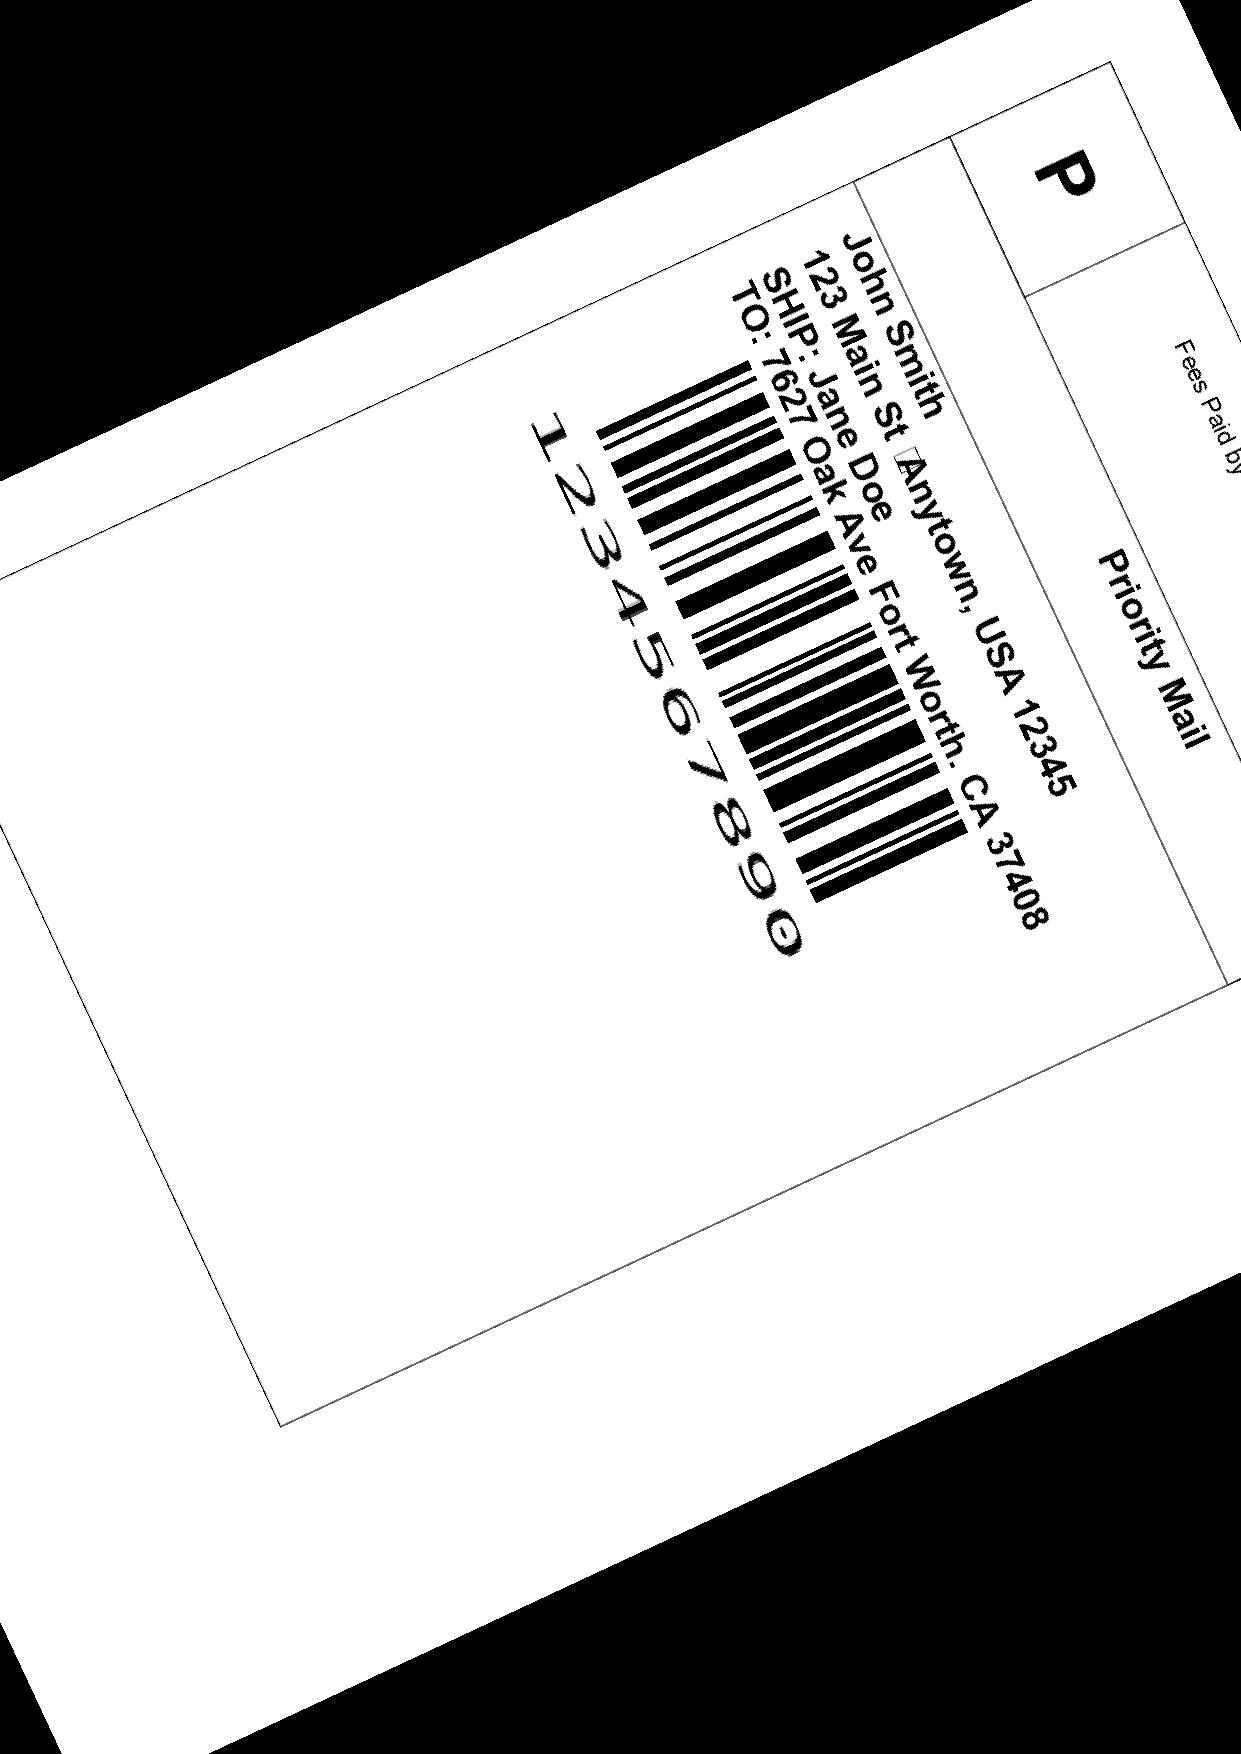 P
Fees Paid by
Priority Mail
John Smith
123 Main St Anytown, USA 12345
SHIP: Jane Doe
TO: 7627 Oak Ave Fort Worth. CA 37408
1234567890